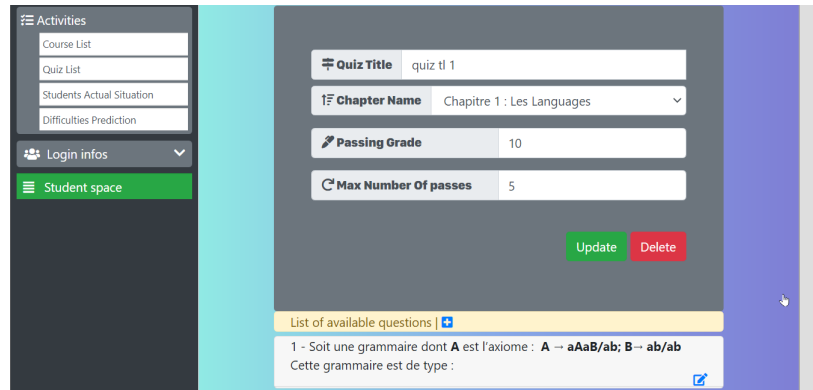 Activities
Course List
Quiz List
Students Actual Situation
Difficulties Prediction
Login infos
Student space
Quiz Title quiz tl 1
Chapter Name Chapitre 1 : Les Languages
Passing Grade 10
Max Number Of passes 5
Update Delete
List of available questions |
1 - Soit une grammaire dont A est l'axiome : A → aAaB/ab; B→ ab/ab
Cette grammaire est de type :